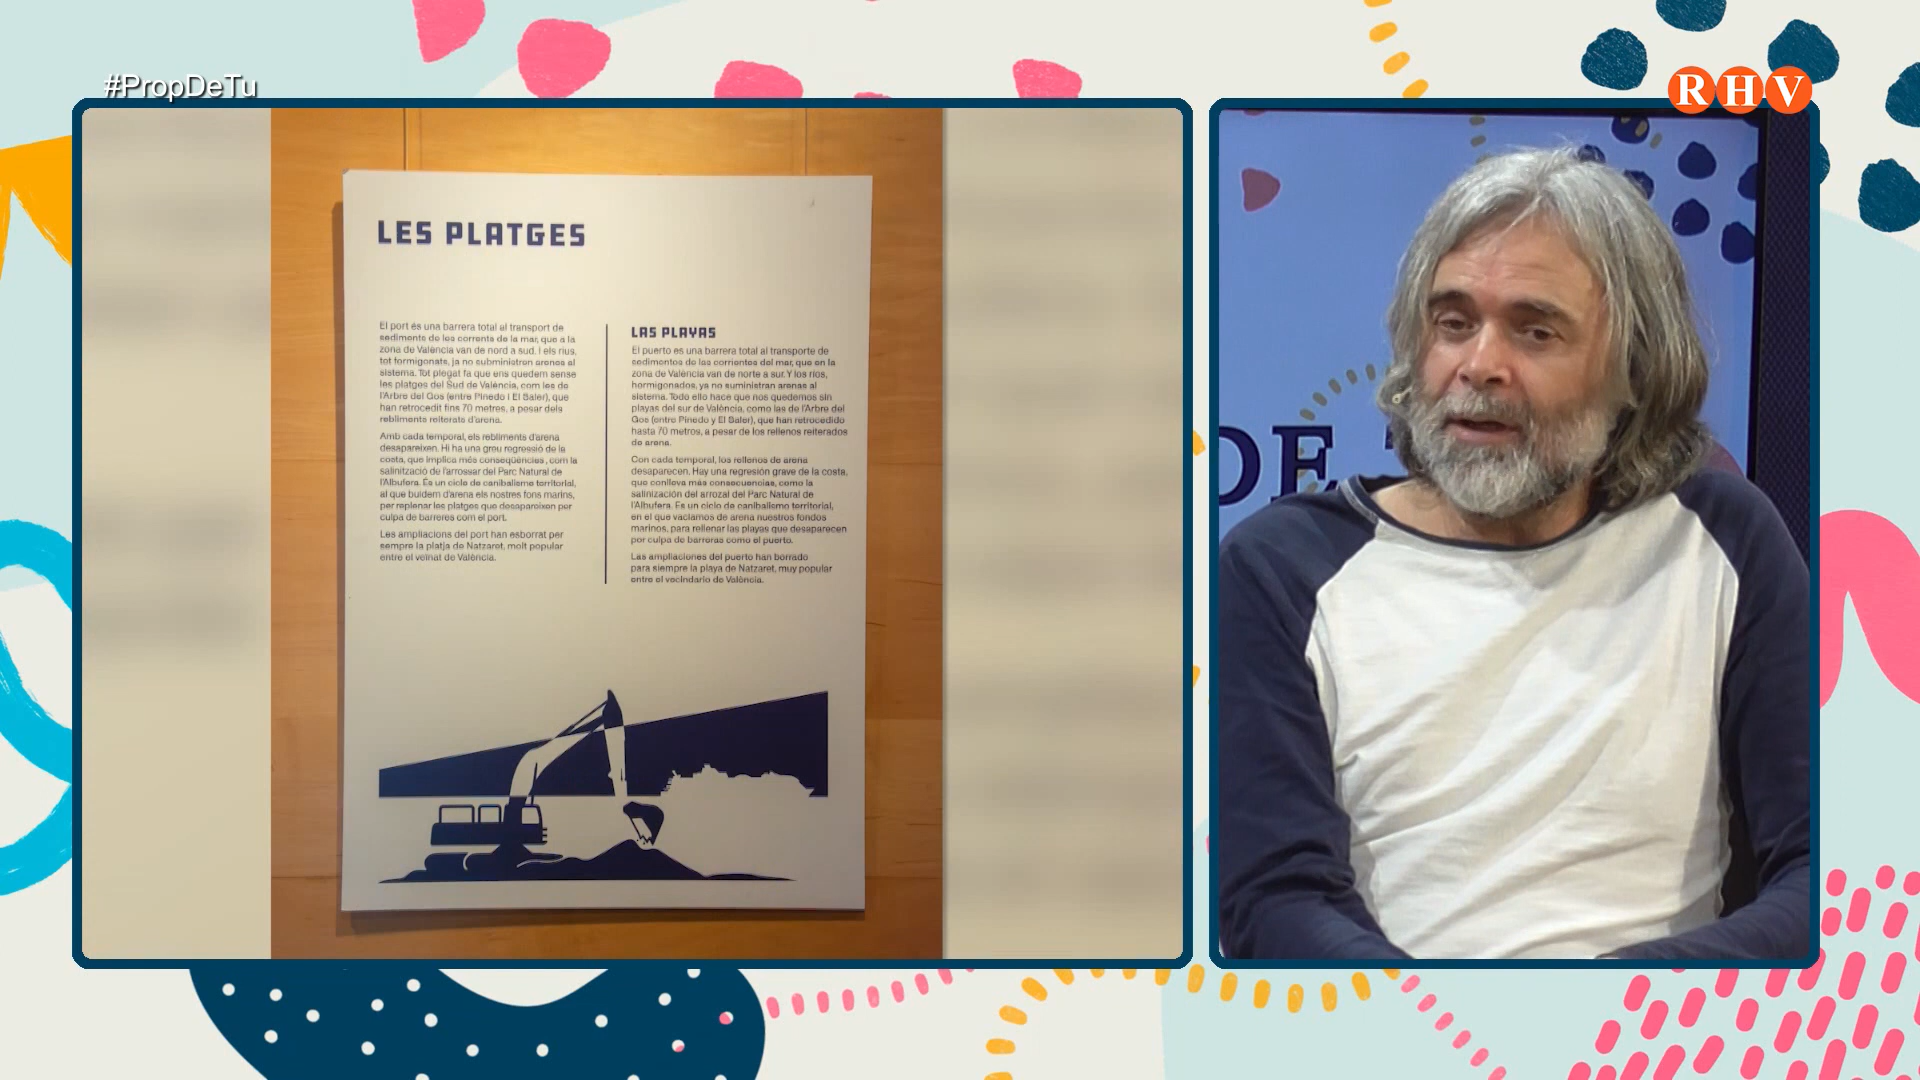 #PropDeTu
RHV
LES PLATGES
El port és una barrera total al transport de
sediments de les corrents de la mar, que a la
zona de València van de nord a sud. I els rius,
tot formigonats, ja no subministren arenes al
sistema. Tot plegat fa que ens quedem sense
les platges del Sud de València, com les de
l'Arbre del Gos (entre Pinedo i El Saler), que
han retrocedit fins 70 metres, a pesar dels
rebliments reiterats d'arena.
Amb cada temporal, els rebliments d'arena
desapareixen. Hi ha una greu regressió de la
costa, que implica més conseqüències, com la
salinització de l'arrossar del Parc Natural de
l'Albufera. És un cicle de canibalisme territorial,
al que buidem d'arena els nostres fons marins,
per replenar les platges que desapareixen per
culpa de barreres com el port.
Les ampliacions del port han esborrat per
sempre la platja de Natzaret, molt popular
entre el veïnat de València.
LAS PLAYAS
El puerto es una barrera total al transporte de
sedimentos de las corrientes del mar, que en la
zona de València van de norte a sur. Y los ríos,
hormigonados, ya no suministran arenas al
sistema. Todo ello hace que nos quedemos sin
playas del sur de València, como las de l'Arbre del
Gos (entre Pinedo y El Saler), que han retrocedido
hasta 70 metros, a pesar de los rellenos reiterados
de arena.
Con cada temporal, los rellenos de arena
desaparecen. Hay una regresión grave de la costa,
que conlleva más consecuencias, como la
salinización del arrozal del Parc Natural de
l'Albufera. Es un ciclo de canibalismo territorial,
en el que vaciamos de arena nuestros fondos
marinos, para rellenar las playas que desaparecen
por culpa de barreras como el puerto.
Las ampliaciones del puerto han borrado
para siempre la playa de Natzaret, muy popular
entre el vecindario de València.
DE